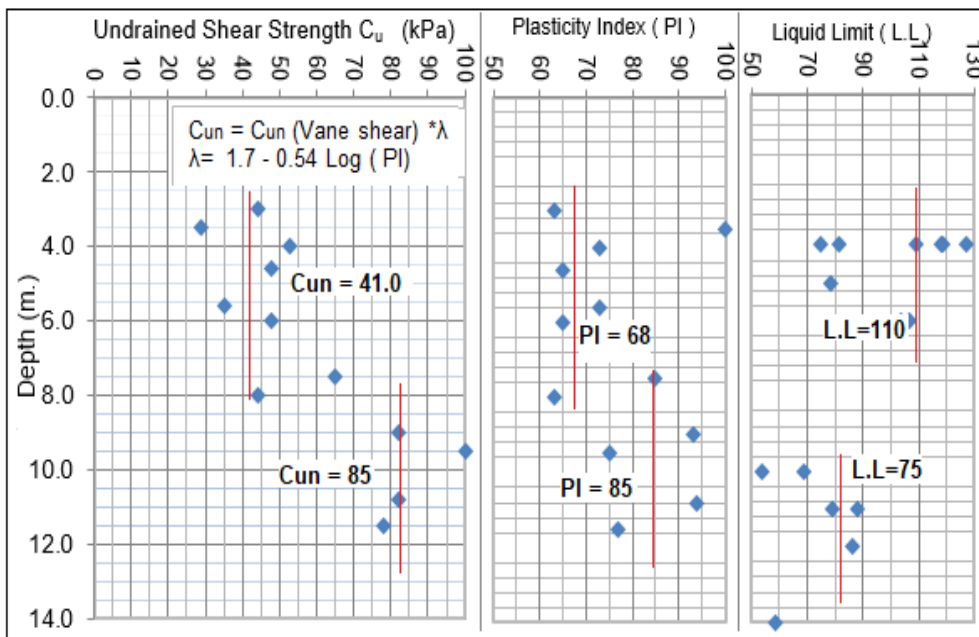 Undrained Shear Strength Cu (kPa)
0 10 20 30 40 50 60 70 80 90 100
Plasticity Index ( PI )
50 60 70 80 90 100
Liquid Limit ( L.L.)
50 70 90 110 130
Depth (m.)
0.0
2.0
4.0
6.0
8.0
10.0
12.0
14.0
Cun = Cun (Vane shear) *λ
λ= 1.7 - 0.54 Log ( PI)
Cun = 41.0
Cun = 85
PI = 68
PI = 85
L.L=110
L.L=75